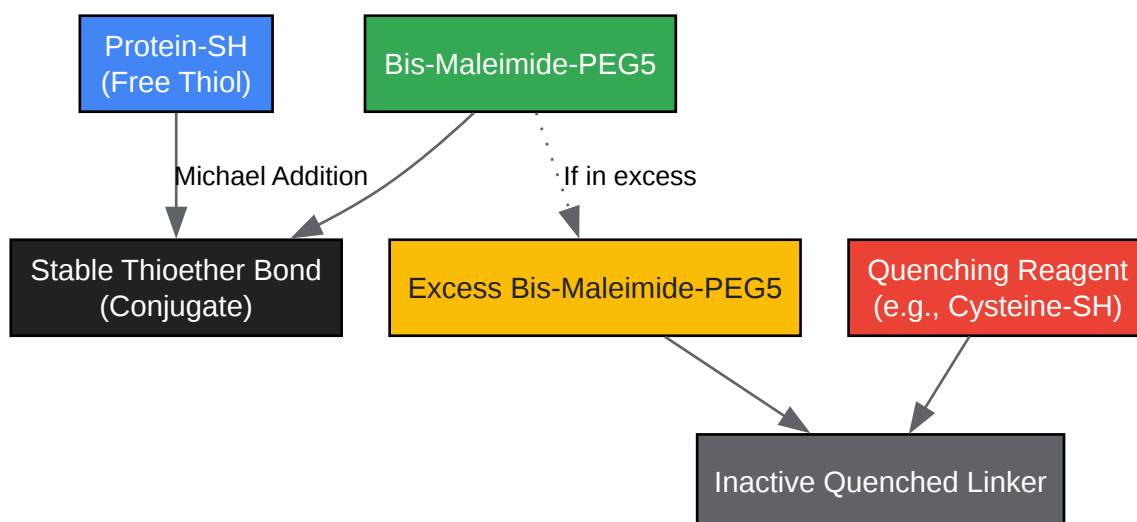 Protein-SH
(Free Thiol)
Bis-Maleimide-PEG5
Michael Addition
If in excess
Stable Thioether Bond
(Conjugate)
Excess Bis-Maleimide-PEG5
Quenching Reagent
(e.g., Cysteine-SH)
Inactive Quenched Linker